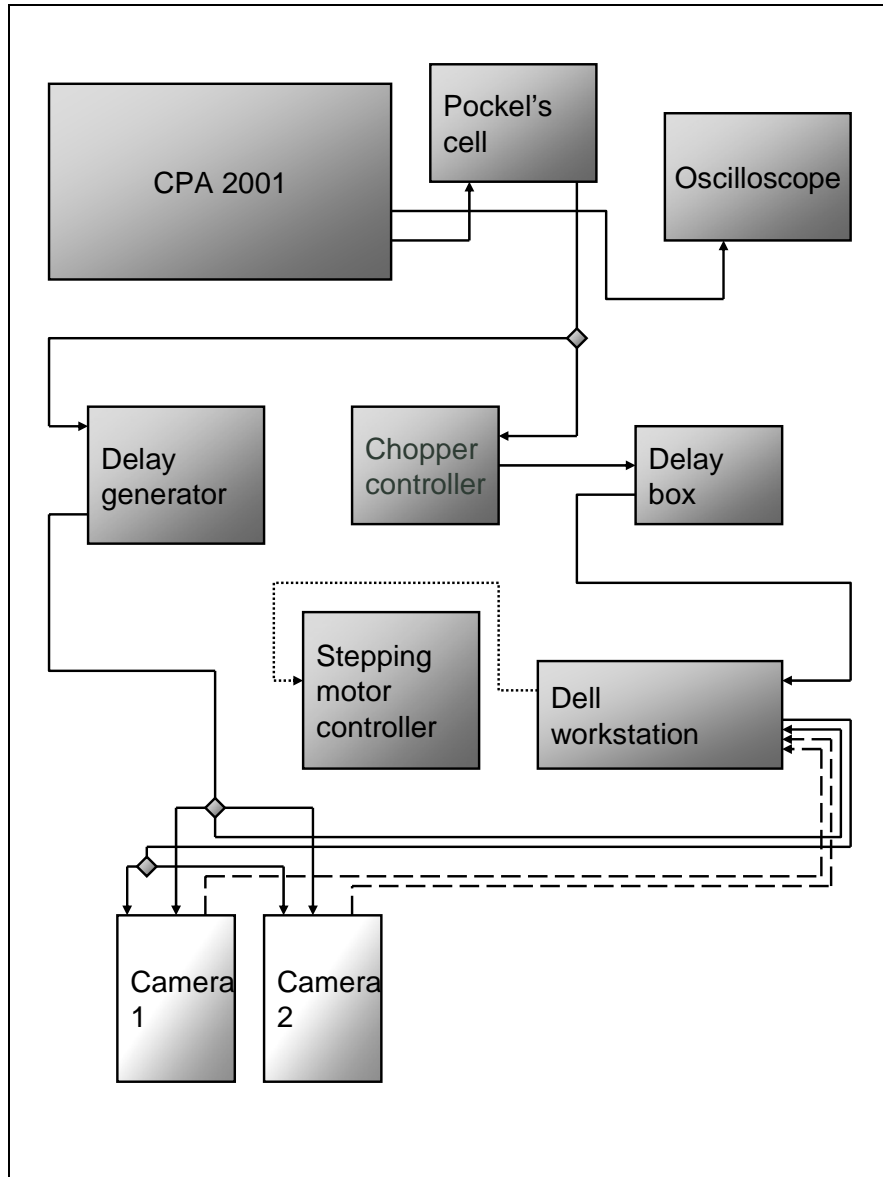 CPA 2001
Pockel’s
cell
Oscilloscope
Delay
generator
Chopper
controller
Delay
box
Stepping
motor
controller
Dell
workstation
Camera
1
Camera
2